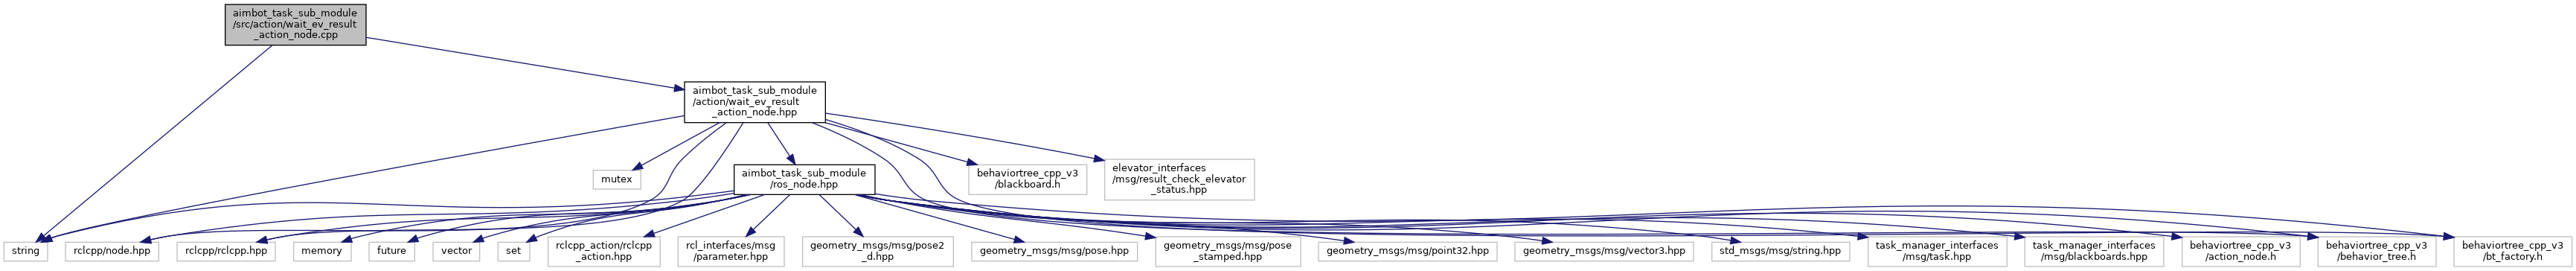 aimbot_task_sub_module
/src/action/wait_ev_result
_action_node.cpp
aimbot_task_sub_module
/action/wait_ev_result
_action_node.hpp
mutex
aimbot_task_sub_module
/ros_node.hpp
behaviortree_cpp_v3
/blackboard.h
elevator_interfaces
/msg/result_check_elevator
_status.hpp
string
rclcpp/node.hpp
rclcpp/rclcpp.hpp
memory
future
vector
set
rclcpp_action/rclcpp
_action.hpp
rcl_interfaces/msg
/parameter.hpp
geometry_msgs/msg/pose2
_d.hpp
geometry_msgs/msg/pose.hpp
geometry_msgs/msg/pose
_stamped.hpp
geometry_msgs/msg/point32.hpp
geometry_msgs/msg/vector3.hpp
std_msgs/msg/string.hpp
task_manager_interfaces
/msg/task.hpp
task_manager_interfaces
/msg/blackboards.hpp
behaviortree_cpp_v3
/action_node.h
behaviortree_cpp_v3
/behavior_tree.h
behaviortree_cpp_v3
/bt_factory.h